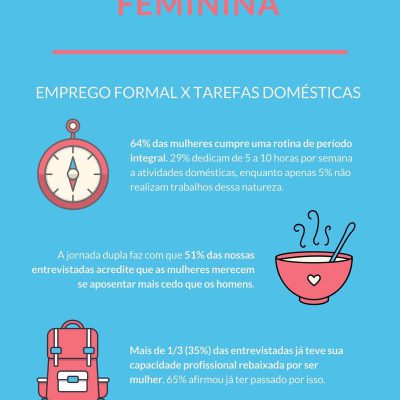 FEMININA
EMPREGO FORMAL X TAREFAS DOMÉSTICAS
64% das mulheres cumpre uma rotina de período
integral. 29% dedicam de 5 a 10 horas por semana
a atividades domésticas, enquanto apenas 5% não
realizam trabalhos dessa natureza.
A jornada dupla faz com que 51% das nossas
entrevistadas acredite que as mulheres merecem
se aposentar mais cedo que os homens.
Mais de 1/3 (35%) das entrevistadas já teve sua
capacidade profissional rebaixada por ser
mulher. 65% afirmou já ter passado por isso.